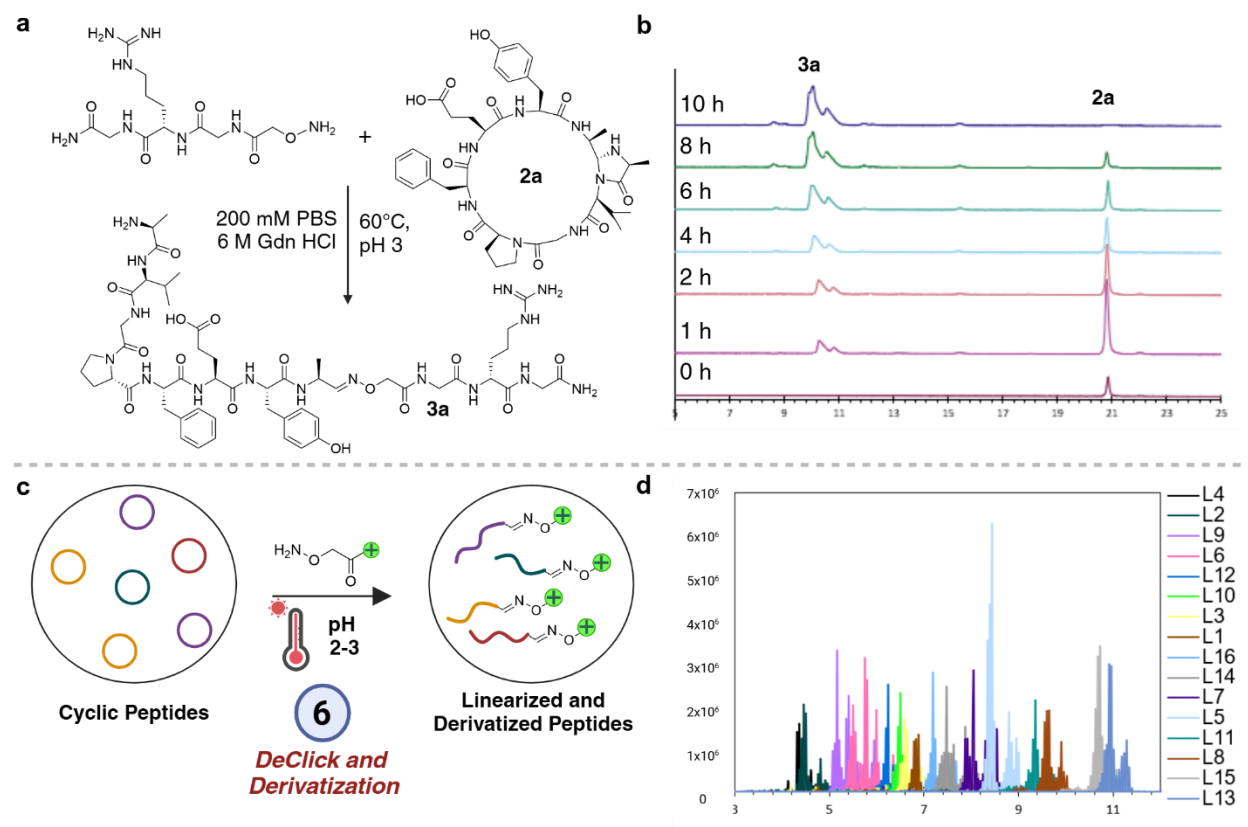 a
H₂N
NH
HN
O
H₂N
H
N
O
N
H
O
H
N
O
O
NH₂
+
HO
O
HO
O
H
N
O
HN
HN
O
2a
N
N
O
O
HN
O
N
O
NH
200 mM PBS
6 M Gdn HCl
60°C,
pH 3
H₂N
O
HN
O
HN
O
N
O
HO
O
H
N
O
N
H
O
H
N
O
N
H
OH
N
O
O
H
N
O
N
H
3a
HN
NH₂
NH
H
N
O
NH₂
O
b
3a
2a
10 h
8 h
6 h
4 h
2 h
1 h
0 h
5 7 9 11 13 15 17 19 21 23 25
c
H₂N
O
O
+
pH
2-3
6
DeClick and
Derivatization
Cyclic Peptides
N
O
+
N
O
+
N
O
+
N
O
+
Linearized and
Derivatized Peptides
d
7x10⁶
6x10⁶
5x10⁶
4x10⁶
3x10⁶
2x10⁶
1x10⁶
0
3 5 7 9 11
L4
L2
L9
L6
L12
L10
L3
L1
L16
L14
L7
L5
L11
L8
L15
L13